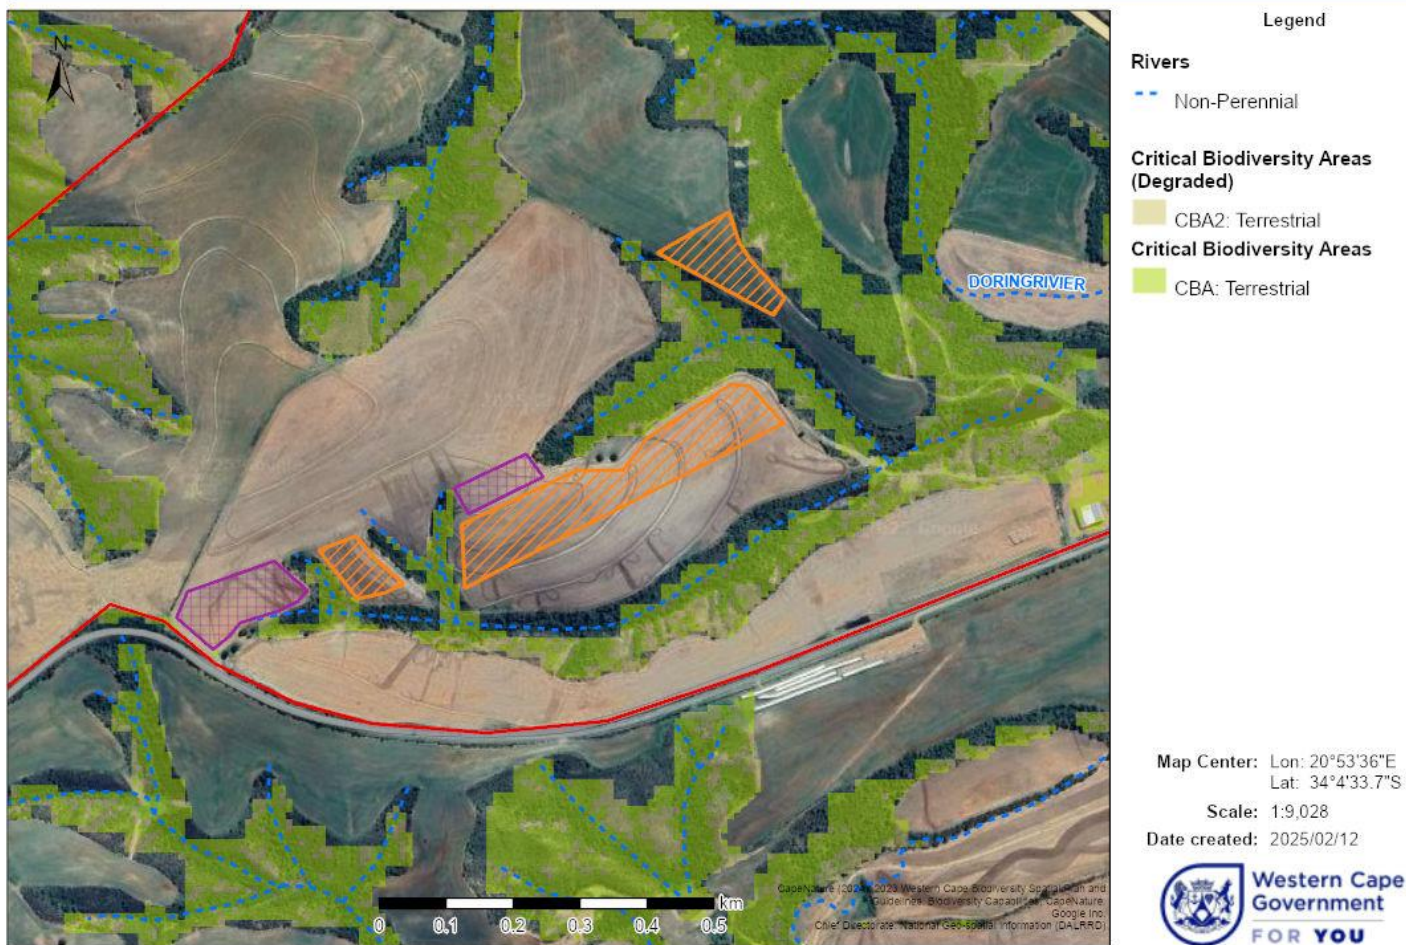 N
DORINGRIVIER
km
0
0.1
0.2
0.3
0.4
0.5
Google Inc.
Chief Directorate: National Geo-spatial Information (DALRRD)
Legend
Rivers
Non-Perennial
Critical Biodiversity Areas
(Degraded)
CBA2: Terrestrial
Critical Biodiversity Areas
CBA: Terrestrial
Map Center: Lon: 20°53'36"E
Lat: 34°4'33.7"S
Scale: 1:9,028
Date created: 2025/02/12
Western Cape
Government
FOR YOU